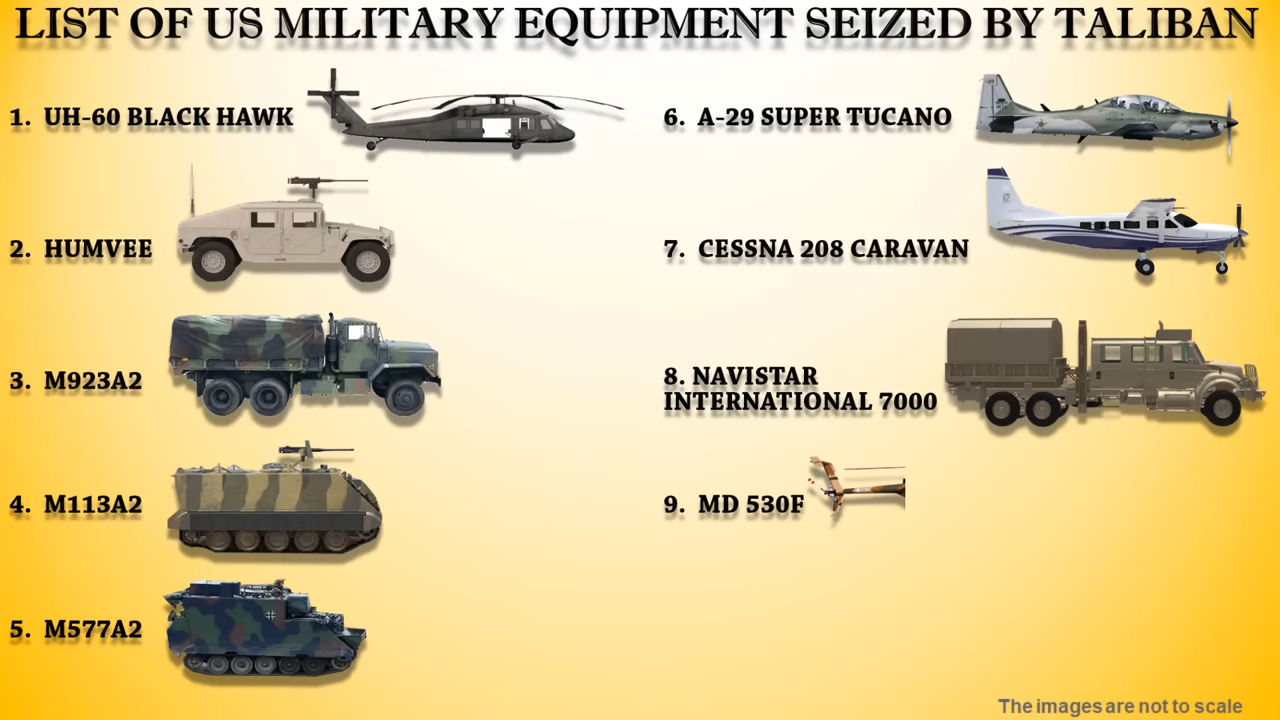 LIST OF US MILITARY EQUIPMENT SEIZED BY TALIBAN
1. UH-60 BLACK HAWK
2. HUMVEE
3. M923A2
4. M113A2
5. M577A2
6. A-29 SUPER TUCANO
7. CESSNA 208 CARAVAN
8. NAVISTAR
INTERNATIONAL 7000
9. MD 530F
The images are not to scale